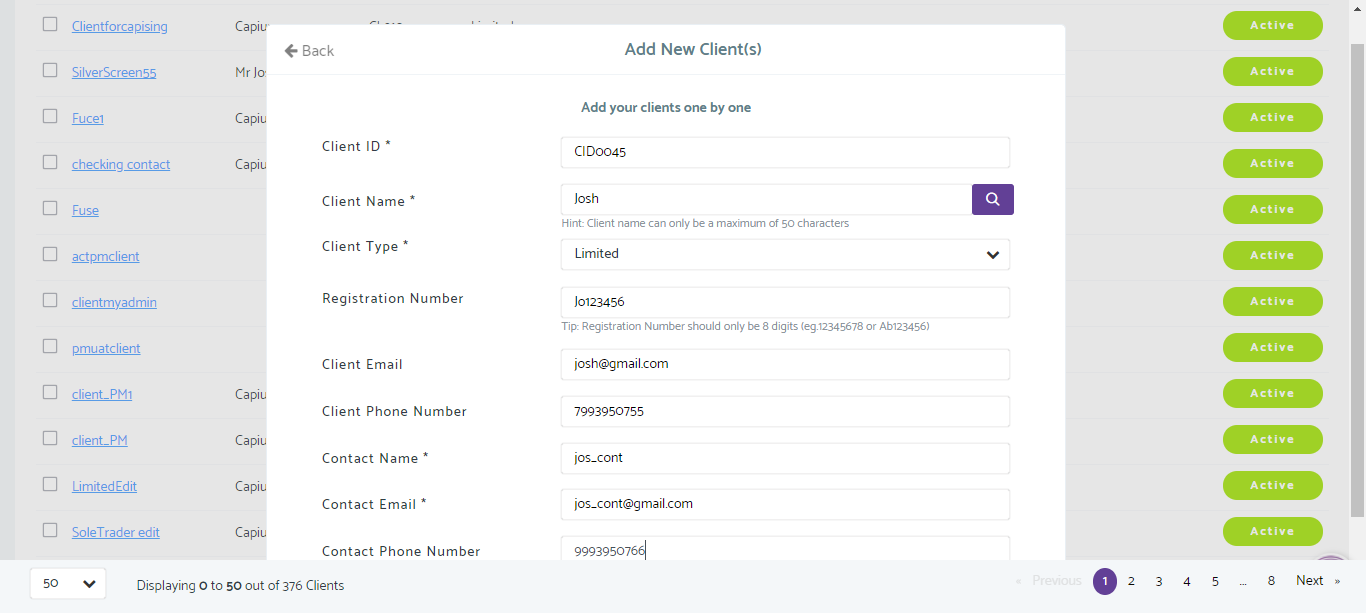 Clientforcapising Capiu Active
Back Add New Client(s)
SilverScreen55 Mr Jo Active
Add your clients one by one
Fuce1 Capiu Active
Client ID * CID0045
checking contact Capiu Active
Client Name * Josh
Fuse Active
Hint: Client name can only be a maximum of 50 characters
Client Type * Limited
actpmclient Active
Registration Number Jo123456
clientmyadmin Active
Tip: Registration Number should only be 8 digits (eg.12345678 or Ab123456)
pmuatclient Active
Client Email josh@gmail.com
client_PM1 Capiu Active
Client Phone Number 7993950755
client_PM Capiu Active
Contact Name * jos_cont
LimitedEdit Capiu Active
Contact Email * jos_cont@gmail.com
SoleTrader edit Capiu Active
Contact Phone Number 9993950766
50 Displaying 0 to 50 out of 376 Clients « Previous 1 2 3 4 5 ... 8 Next »